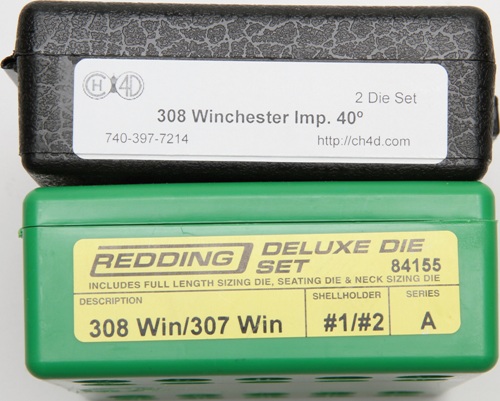 CH4D
2 Die Set
308 Winchester Imp. 40º
740-397-7214 http://ch4d.com
REDDING DELUXE DIE SET 84155
INCLUDES FULL LENGTH SIZING DIE, SEATING DIE & NECK SIZING DIE
DESCRIPTION SHELLHOLDER SERIES
308 Win/307 Win #1/#2 A